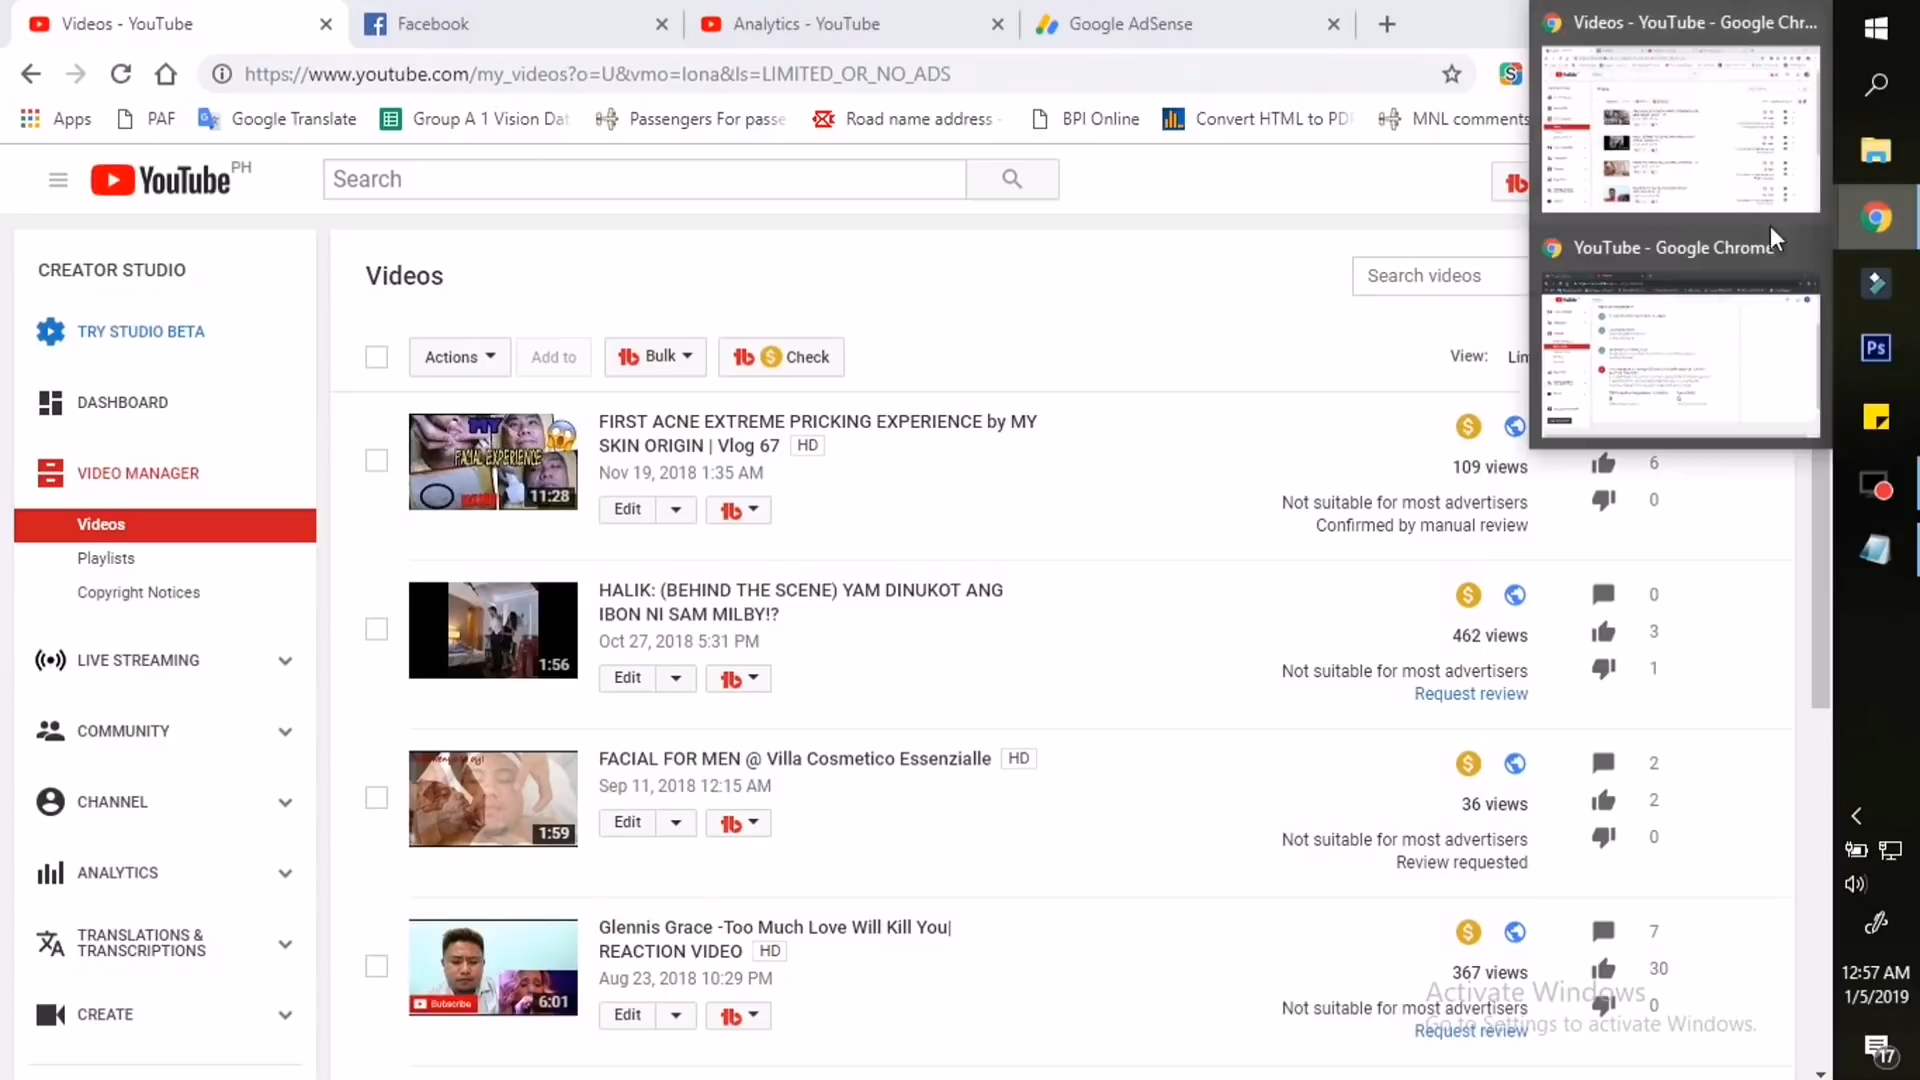 Videos - YouTube
Facebook
Analytics - YouTube
Google AdSense
Videos - YouTube - Google Chr...
https://www.youtube.com/my_videos?o=U&vmo=Iona&ls=LIMITED_OR_NO_ADS
Apps
PAF
Google Translate
Group A 1 Vision Dat
Passengers For passe
Road name address -
BPI Online
Convert HTML to PDF
MNL comments
YouTube PH
Search
YouTube - Google Chrome
CREATOR STUDIO
TRY STUDIO BETA
DASHBOARD
VIDEO MANAGER
Videos
Playlists
Copyright Notices
LIVE STREAMING
COMMUNITY
CHANNEL
ANALYTICS
TRANSLATIONS &
TRANSCRIPTIONS
CREATE
Videos
Search videos
Actions
Add to
Bulk
Check
View: Lim
MY
FACIAL EXPERIENCE
11:28
FIRST ACNE EXTREME PRICKING EXPERIENCE by MY
SKIN ORIGIN | Vlog 67 HD
Nov 19, 2018 1:35 AM
Edit
109 views
Not suitable for most advertisers
Confirmed by manual review
6
0
1:56
HALIK: (BEHIND THE SCENE) YAM DINUKOT ANG
IBON NI SAM MILBY!?
Oct 27, 2018 5:31 PM
Edit
462 views
Not suitable for most advertisers
Request review
0
3
1
1:59
FACIAL FOR MEN @ Villa Cosmetico Essenzialle HD
Sep 11, 2018 12:15 AM
Edit
36 views
Not suitable for most advertisers
Review requested
2
2
0
Subscribe
6:01
Glennis Grace -Too Much Love Will Kill You|
REACTION VIDEO HD
Aug 23, 2018 10:29 PM
Edit
367 views
Not suitable for most advertisers
Request review
7
30
0
Activate Windows
Go to Settings to activate Windows.
Ps
12:57 AM
1/5/2019
17